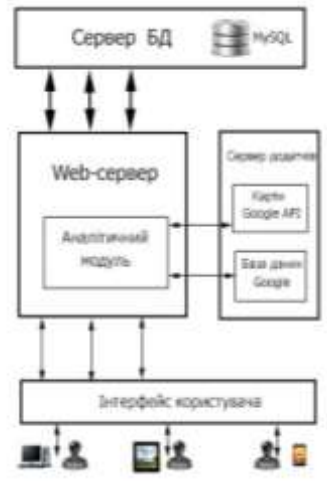 Сервер БД
MySQL
Web-сервер
Сервер додатків
Карти
Google API
Аналітичний
модуль
База даних
Google
Інтерфейс користувача